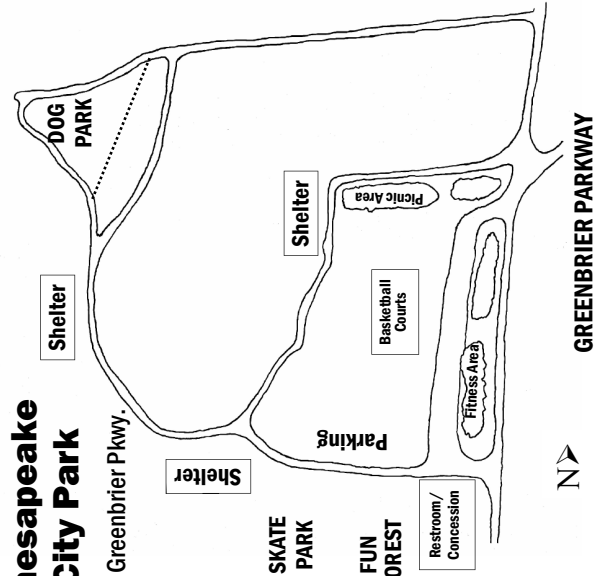 nesapeake
City Park
Greenbrier Pkwy.
DOG
PARK
Shelter
Shelter
Shelter
Picnic Area
Basketball
Courts
Fitness Area
Parking
SKATE
PARK
FUN
OREST
Restroom/
Concession
GREENBRIER PARKWAY
N